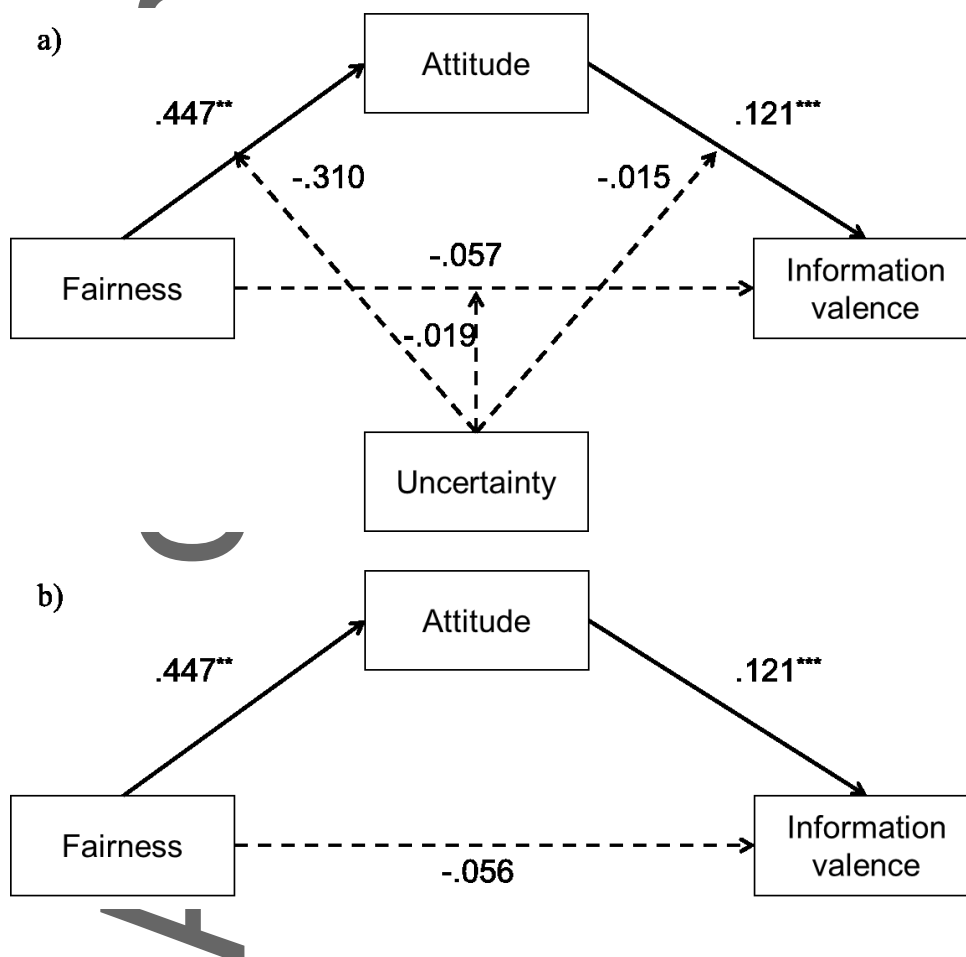 a)
Attitude
.447**
.121***
-.310
-.015
Fairness
-.057
Information
valence
-.019
Uncertainty
b)
Attitude
.447**
.121***
Fairness
-.056
Information
valence